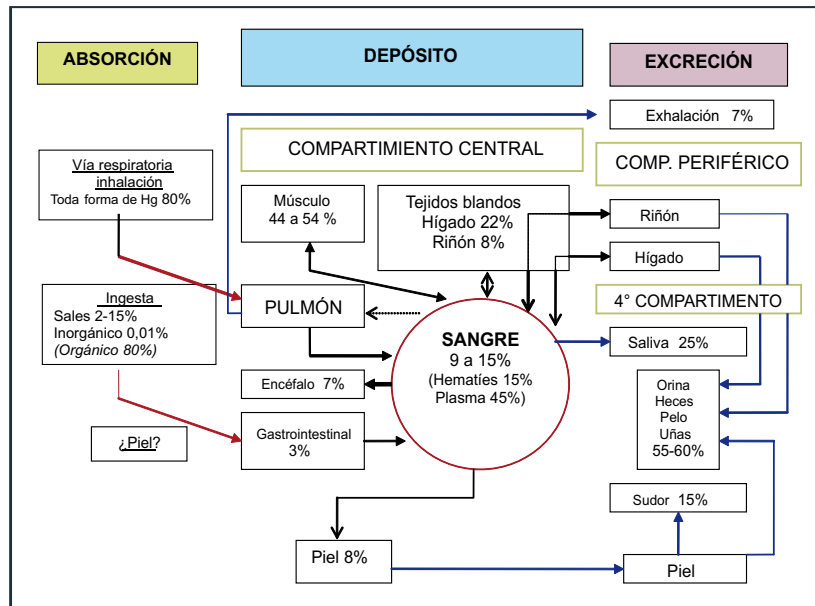 ABSORCIÓN
DEPÓSITO
EXCRECIÓN
Exhalación 7%
COMPARTIMIENTO CENTRAL
COMP. PERIFÉRICO
Vía respiratoria
inhalación
Toda forma de Hg 80%
Músculo
44 a 54 %
Tejidos blandos
Hígado 22%
Riñón 8%
Riñón
Hígado
Ingesta
Sales 2-15%
Inorgánico 0,01%
(Orgánico 80%)
PULMÓN
4° COMPARTIMENTO
SANGRE
9 a 15%
(Hematíes 15%
Plasma 45%)
Saliva 25%
Encéfalo 7%
Orina
Heces
Pelo
Uñas
55-60%
¿Piel?
Gastrointestinal
3%
Sudor 15%
Piel 8%
Piel